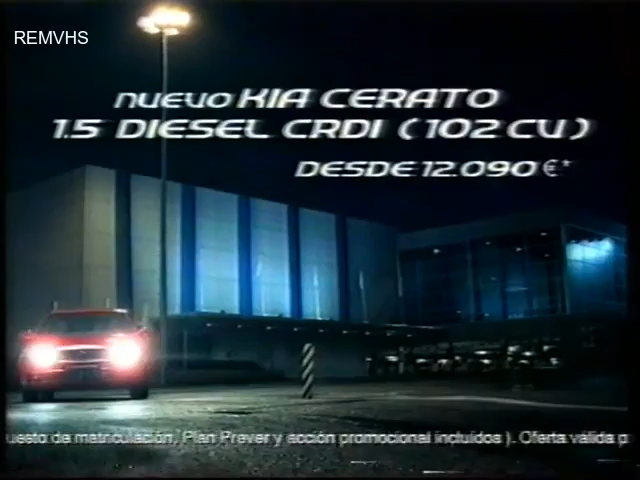 REMVHS
nuevo KIA CERATO
1.5 DIESEL CRDI (102 CV)
DESDE 12.090 €*
uesto de matriculación, Plan Prever y acción promocional incluidos). Oferta válida p